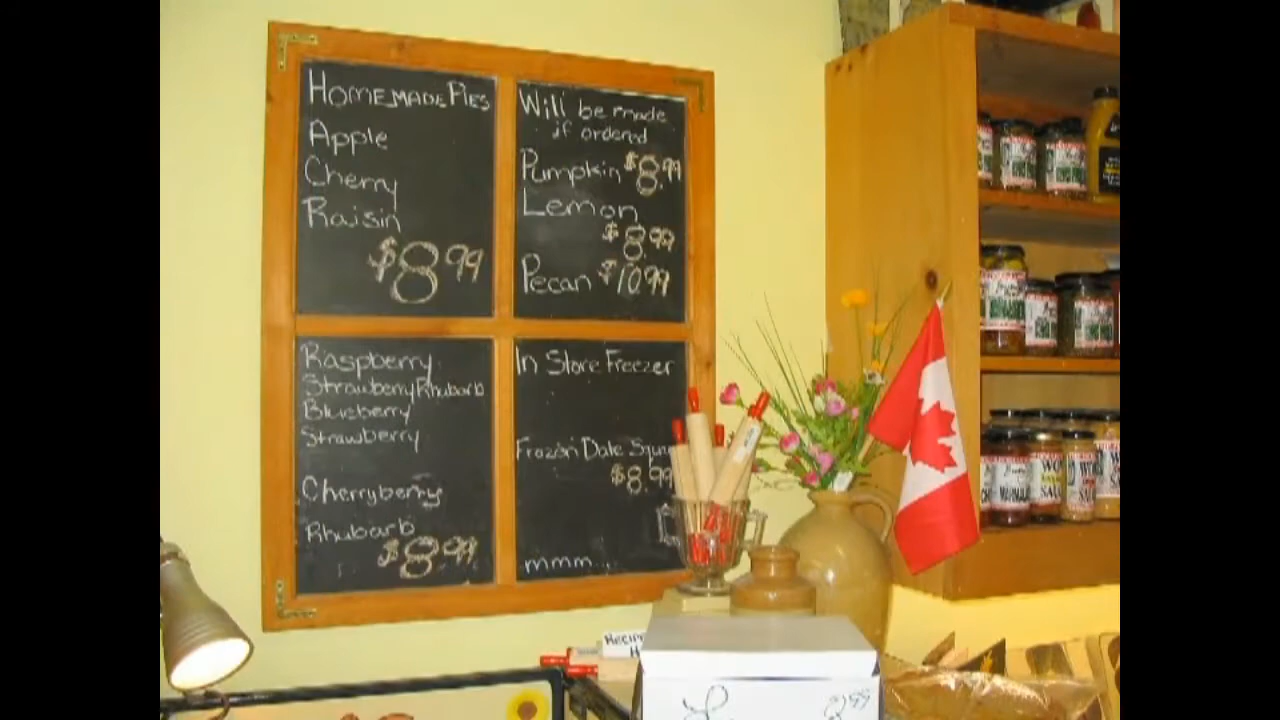 HOMEMADE PIES
Apple
Cherry
Raisin
$8.99
Will be made
if ordered
Pumpkin $8.99
Lemon
$8.99
Pecan $10.99
Raspberry
Strawberry Rhubarb
Blueberry
Strawberry
Cherryberry
Rhubarb
$8.99
In Store Freezer
Frozen Date
$8.99
mmm...